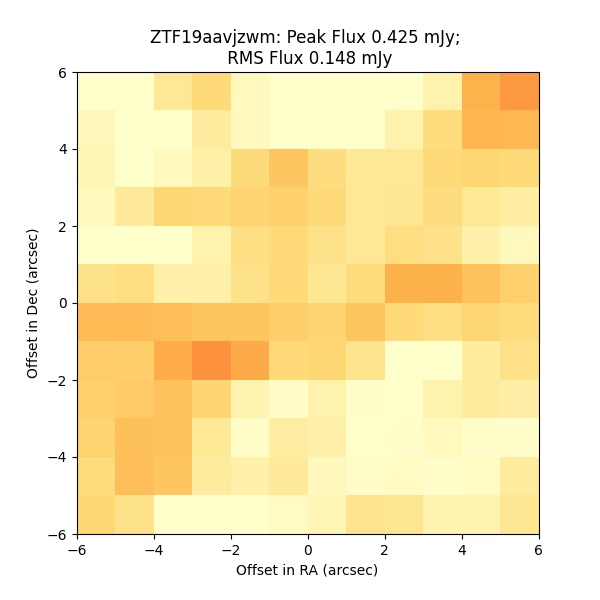 ZTF19aavjzwm: Peak Flux 0.425 mJy;
RMS Flux 0.148 mJy
6
4
2
0
−2
−4
−6
Offset in Dec (arcsec)
−6 −4 −2 0 2 4 6
Offset in RA (arcsec)